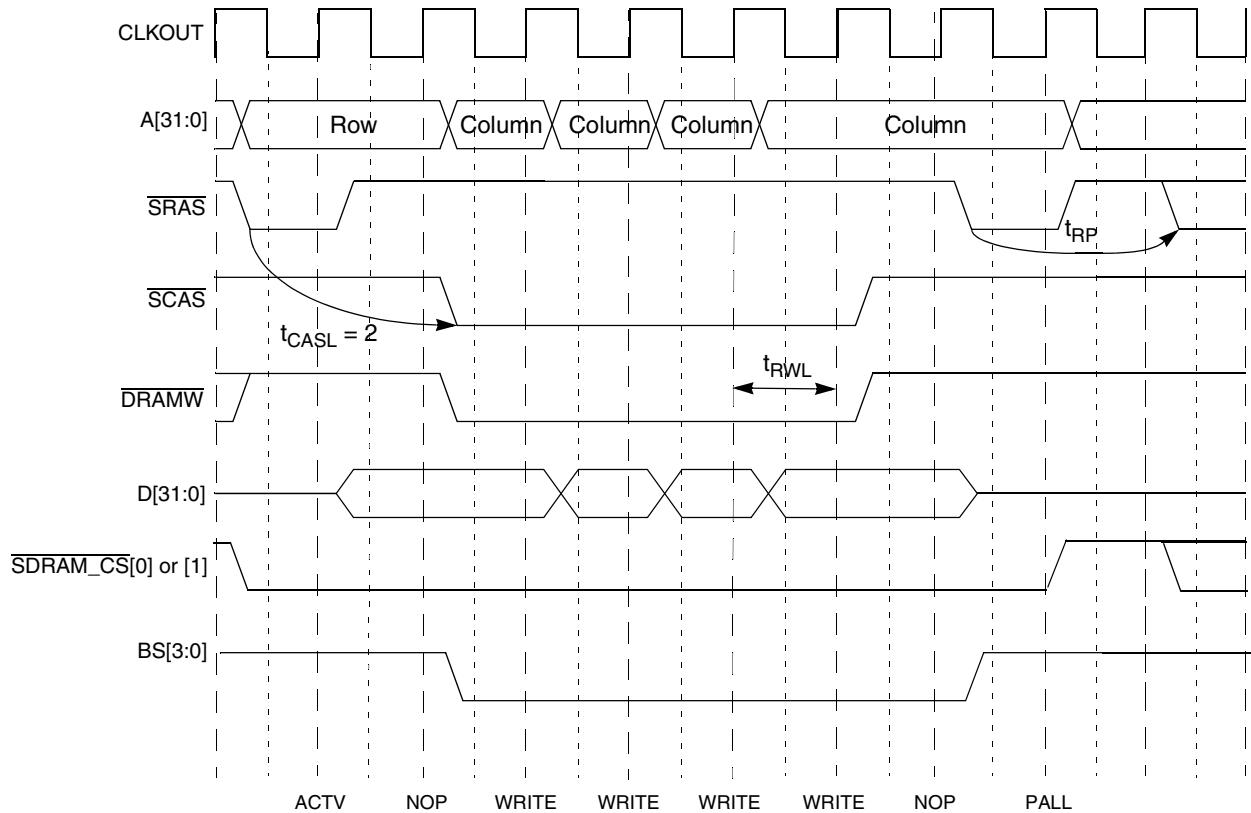 CLKOUT
A[31:0]
Row Column Column Column Column
SRAS
tRP
SCAS
tCASL = 2
tRWL
DRAMW
D[31:0]
SDRAM_CS[0] or [1]
BS[3:0]
ACTV NOP WRITE WRITE WRITE WRITE NOP PALL